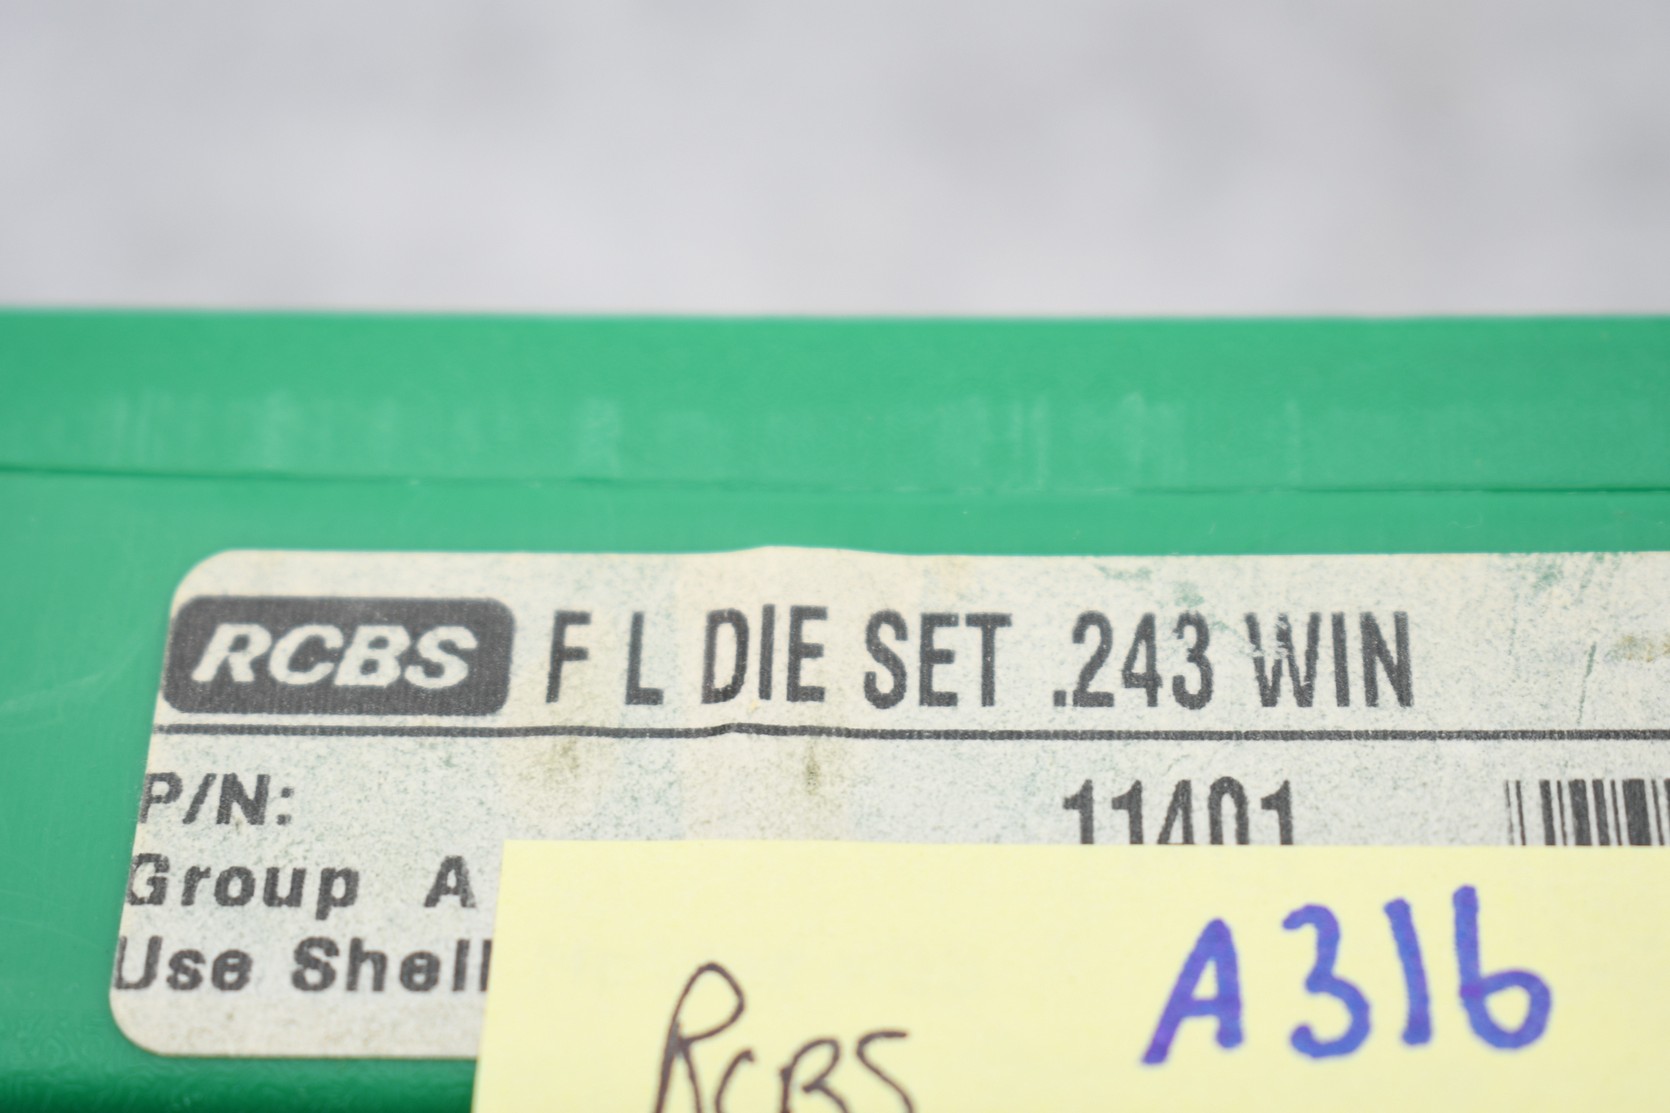 RCBS F L DIE SET .243 WIN
P/N: 11401
Group A
Use Shell
A316
RCBS